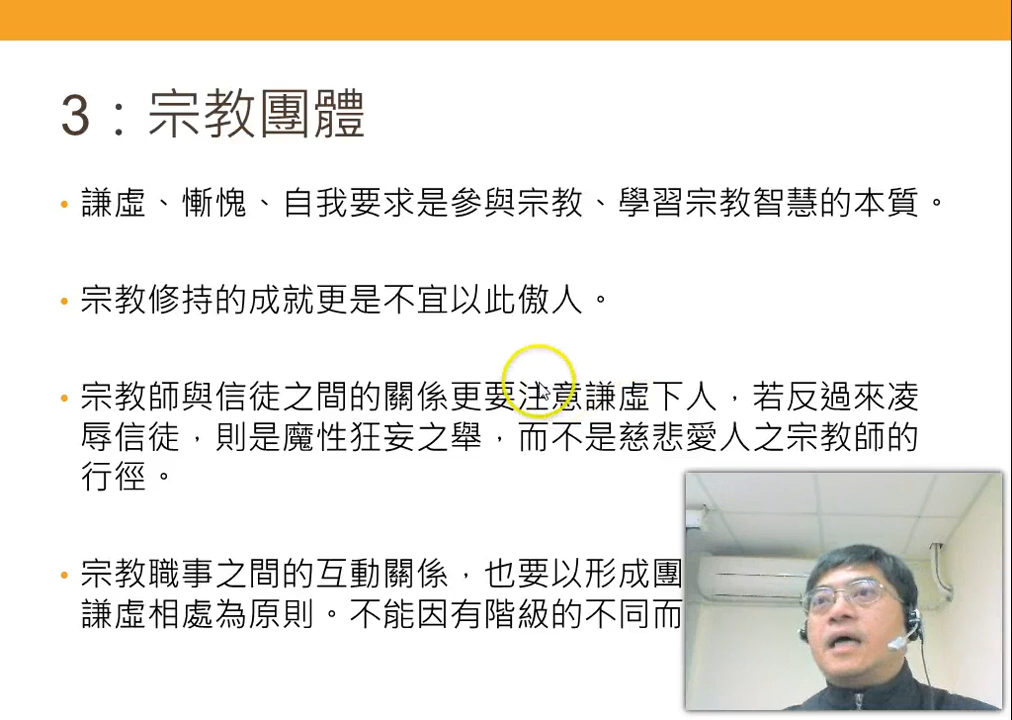 3：宗教團體
• 謙虛、慚愧、自我要求是參與宗教、學習宗教智慧的本質。
• 宗教修持的成就更是不宜以此傲人。
• 宗教師與信徒之間的關係更要注意謙虛下人，若反過來凌
辱信徒，則是魔性狂妄之舉，而不是慈悲愛人之宗教師的
行徑。
• 宗教職事之間的互動關係，也要以形成團
謙虛相處為原則。不能因有階級的不同而